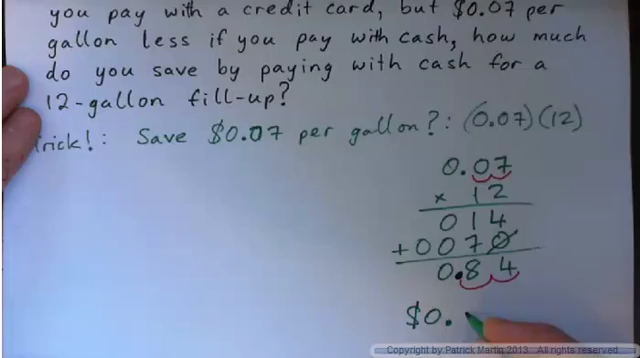 you pay with a credit card, but $0.07 per
gallon less if you pay with cash, how much
do you save by paying with cash for a
12-gallon fill-up?
Trick!: Save $0.07 per gallon?: (0.07)(12)
0.07
x 12
014
+0070
0.84
$0.
Copyright by Patrick Martin 2013 All rights reserved